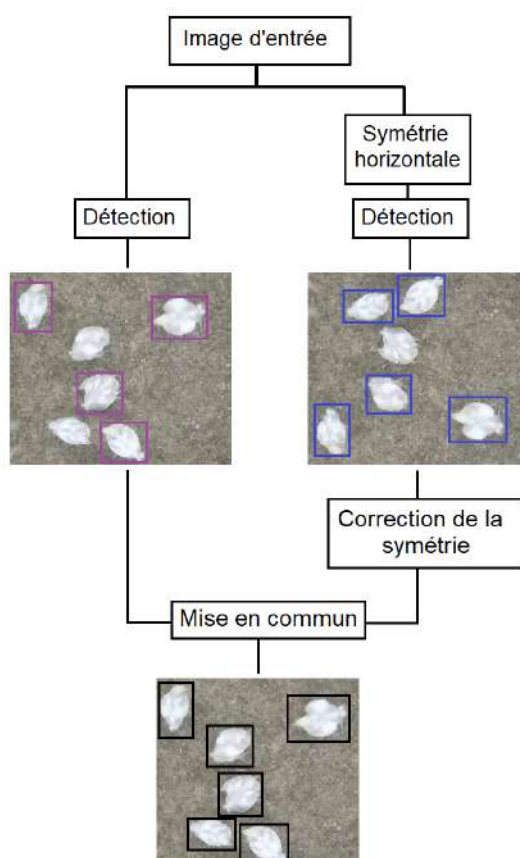 Image d'entrée
Symétrie
horizontale
Détection
Détection
Correction de la
symétrie
Mise en commun